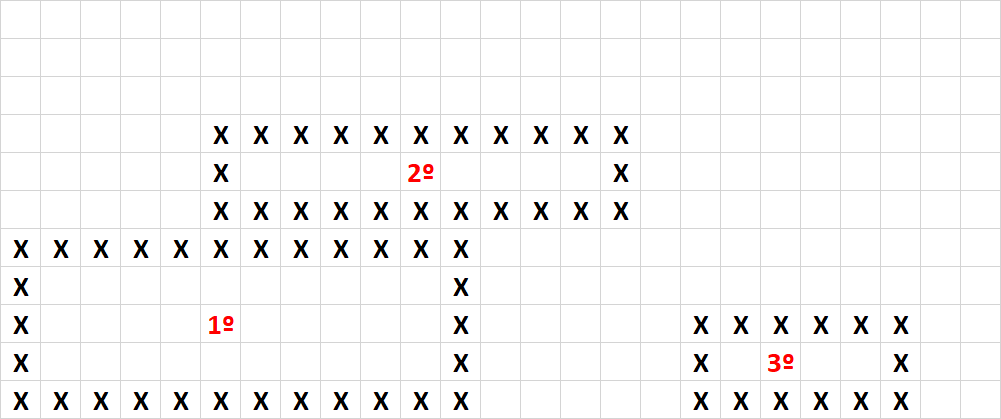 X X X X X X X X X X X
X 2º X
X X X X X X X X X X X
X X X X X X X X X X X X
X X
X 1º X X X X X X X
X X X 3º X
X X X X X X X X X X X X X X X X X X